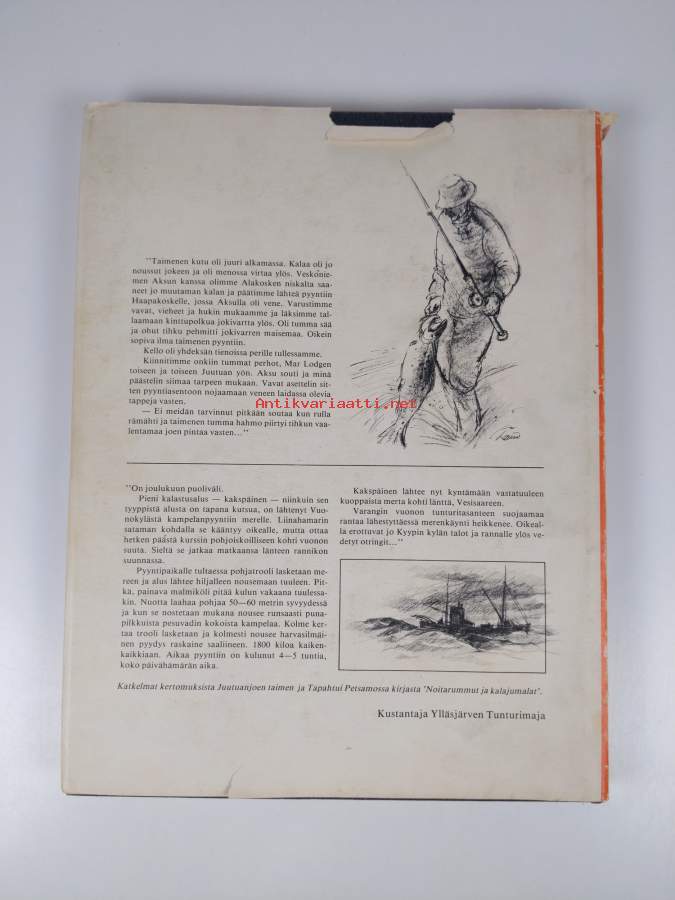 "Taimenen kutu oli juuri alkamassa. Kalaa oli jo
noussut jokeen ja oli menossa virtaa ylös. Veskonie-
men Aksun kanssa olimme Alakosken niskalta saa-
neet jo muutaman kalan ja päätimme lähteä pyyntiin
Haapakoskelle, jossa Aksulla oli vene. Varustimme
vavat, vieheet ja hukin mukaamme ja läksimme tal-
laamaan kinttupolkua jokivartta ylös. Oli tumma sää
ja ohut tihku pehmitti jokivarren maisemaa. Oikein
sopiva ilma taimenen pyyntiin.
Kello oli yhdeksän tienoissa perille tullessamme.
Kiinnitimme onkiin tummat perhot, Mar Lodgen
toiseen ja toiseen Juutuan yön. Aksu souti ja minä
päästelin siimaa tarpeen mukaan. Vavat asettelin sit-
ten pyyntiasentoon nojaamaan veneen laidassa olevia
tappeja vasten.
— Ei meidän tarvinnut pitkään soutaa kun rulla
rämähti ja taimenen tumma hahmo piirtyi tihkun vaa-
lentamaa joen pintaa vasten..."
Antikvariaatti.net
"On joulukuun puoliväli.
Pieni kalastusalus — kakspäinen — niinkuin sen
tyyppistä alusta on tapana kutsua, on lähtenyt Vuo-
nokylästä kampelanpyyntiin merelle. Liinahamarin
sataman kohdalla se kääntyy oikealle, mutta ottaa
hetken päästä kurssin pohjoiskoilliseen kohti vuonon
suuta. Sieltä se jatkaa matkaansa länteen rannikon
suunnassa.
Pyyntipaikalle tultaessa pohjatrooli lasketaan me-
reen ja alus lähtee hiljalleen nousemaan tuuleen. Pit-
kä, painava malmiköli pitää kulun vakaana tuulessa-
kin. Nuotta laahaa pohjaa 50—60 metrin syvyydessä
ja kun se nostetaan mukana nousee runsaasti puna-
pilkkuista pesuvadin kokoista kampelaa. Kolme ker-
taa trooli lasketaan ja kolmesti nousee harvasilmäi-
nen pyydys raskaine saaliineen. 1800 kiloa kaiken-
kaikkiaan. Aikaa pyyntiin on kulunut 4—5 tuntia,
koko päivähämärän aika.
Kakspäinen lähtee nyt kyntämään vastatuuleen
kuoppaista merta kohti länttä, Vesisaareen.
Varangin vuonon tunturitasanteen suojaamaa
rantaa lähestyttäessä merenkäynti heikkenee. Oikeal-
la erottuvat jo Kyypin kylän talot ja rannalle ylös ve-
detyt otringit..."
Katkelmat kertomuksista Juutuanjoen taimen ja Tapahtui Petsamossa kirjasta 'Noitarummut ja kalajumalat'.
Kustantaja Ylläsjärven Tunturimaja